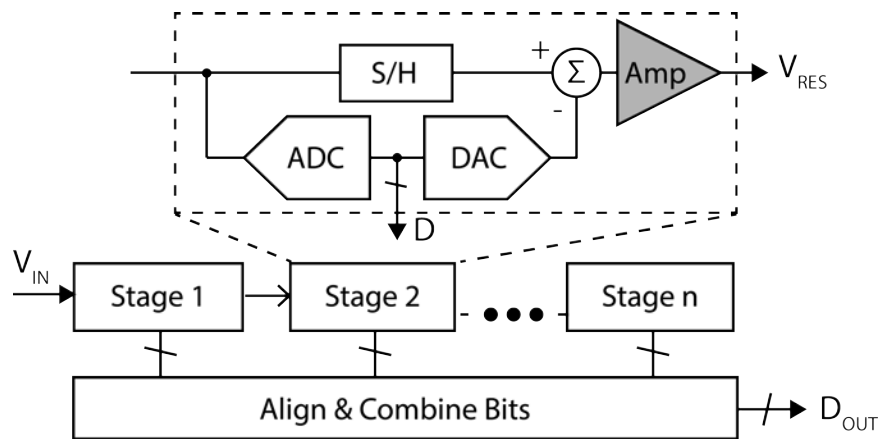 S/H
+
Σ
-
Amp
V_RES
ADC
DAC
D
V_IN
Stage 1
Stage 2
Stage n
Align & Combine Bits
D_OUT